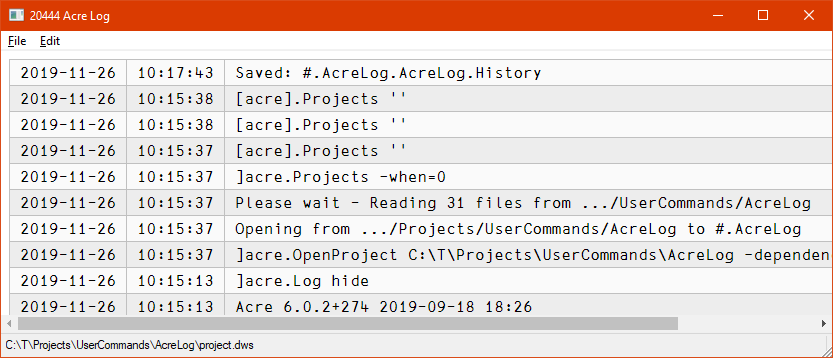 20444 Acre Log
File Edit
2019-11-26 10:17:43 Saved: #.AcreLog.AcreLog.History
2019-11-26 10:15:38 [acre].Projects ''
2019-11-26 10:15:38 [acre].Projects ''
2019-11-26 10:15:37 [acre].Projects ''
2019-11-26 10:15:37 ]acre.Projects -when=0
2019-11-26 10:15:37 Please wait - Reading 31 files from .../UserCommands/AcreLog
2019-11-26 10:15:37 Opening from .../Projects/UserCommands/AcreLog to #.AcreLog
2019-11-26 10:15:37 ]acre.OpenProject C:\T\Projects\UserCommands\AcreLog -dependen
2019-11-26 10:15:13 ]acre.Log hide
2019-11-26 10:15:13 Acre 6.0.2+274 2019-09-18 18:26
C:\T\Projects\UserCommands\AcreLog\project.dws